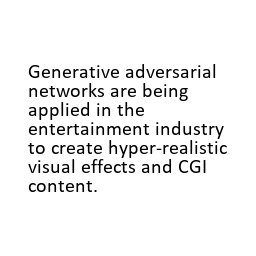 Generative adversarial
networks are being
applied in the
entertainment industry
to create hyper-realistic
visual effects and CGI
content.